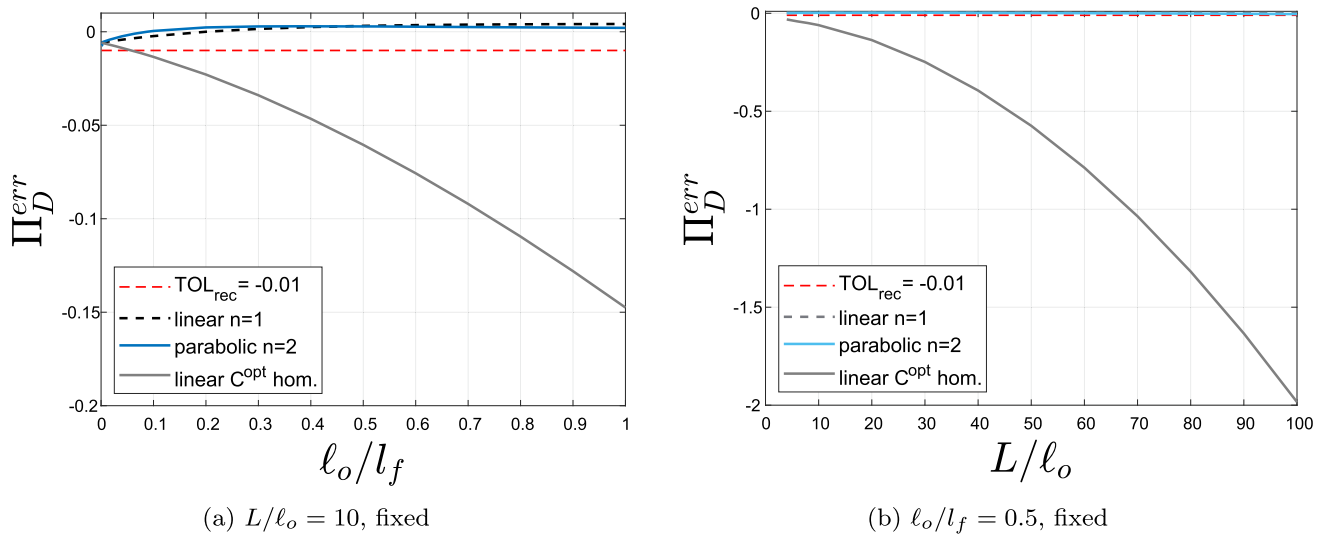 0
-0.05
-0.1
-0.15
-0.2
Π_D^{err}
TOL_{rec}= -0.01
linear n=1
parabolic n=2
linear C^{opt} hom.
0 0.1 0.2 0.3 0.4 0.5 0.6 0.7 0.8 0.9 1
ℓ_o/l_f
(a) L/ℓ_o = 10, fixed
0
-0.5
-1
-1.5
-2
Π_D^{err}
TOL_{rec}= -0.01
linear n=1
parabolic n=2
linear C^{opt} hom.
0 10 20 30 40 50 60 70 80 90 100
L/ℓ_o
(b) ℓ_o/l_f = 0.5, fixed